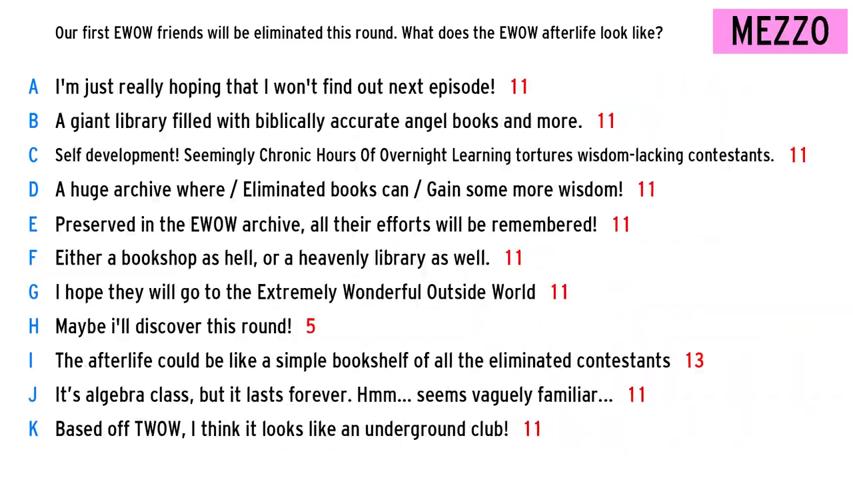 Our first EWOW friends will be eliminated this round. What does the EWOW afterlife look like?
MEZZO
A I'm just really hoping that I won't find out next episode! 11
B A giant library filled with biblically accurate angel books and more. 11
C Self development! Seemingly Chronic Hours Of Overnight Learning tortures wisdom-lacking contestants. 11
D A huge archive where / Eliminated books can / Gain some more wisdom! 11
E Preserved in the EWOW archive, all their efforts will be remembered! 11
F Either a bookshop as hell, or a heavenly library as well. 11
G I hope they will go to the Extremely Wonderful Outside World 11
H Maybe i'll discover this round! 5
I The afterlife could be like a simple bookshelf of all the eliminated contestants 13
J It's algebra class, but it lasts forever. Hmm... seems vaguely familiar... 11
K Based off TWOW, I think it looks like an underground club! 11